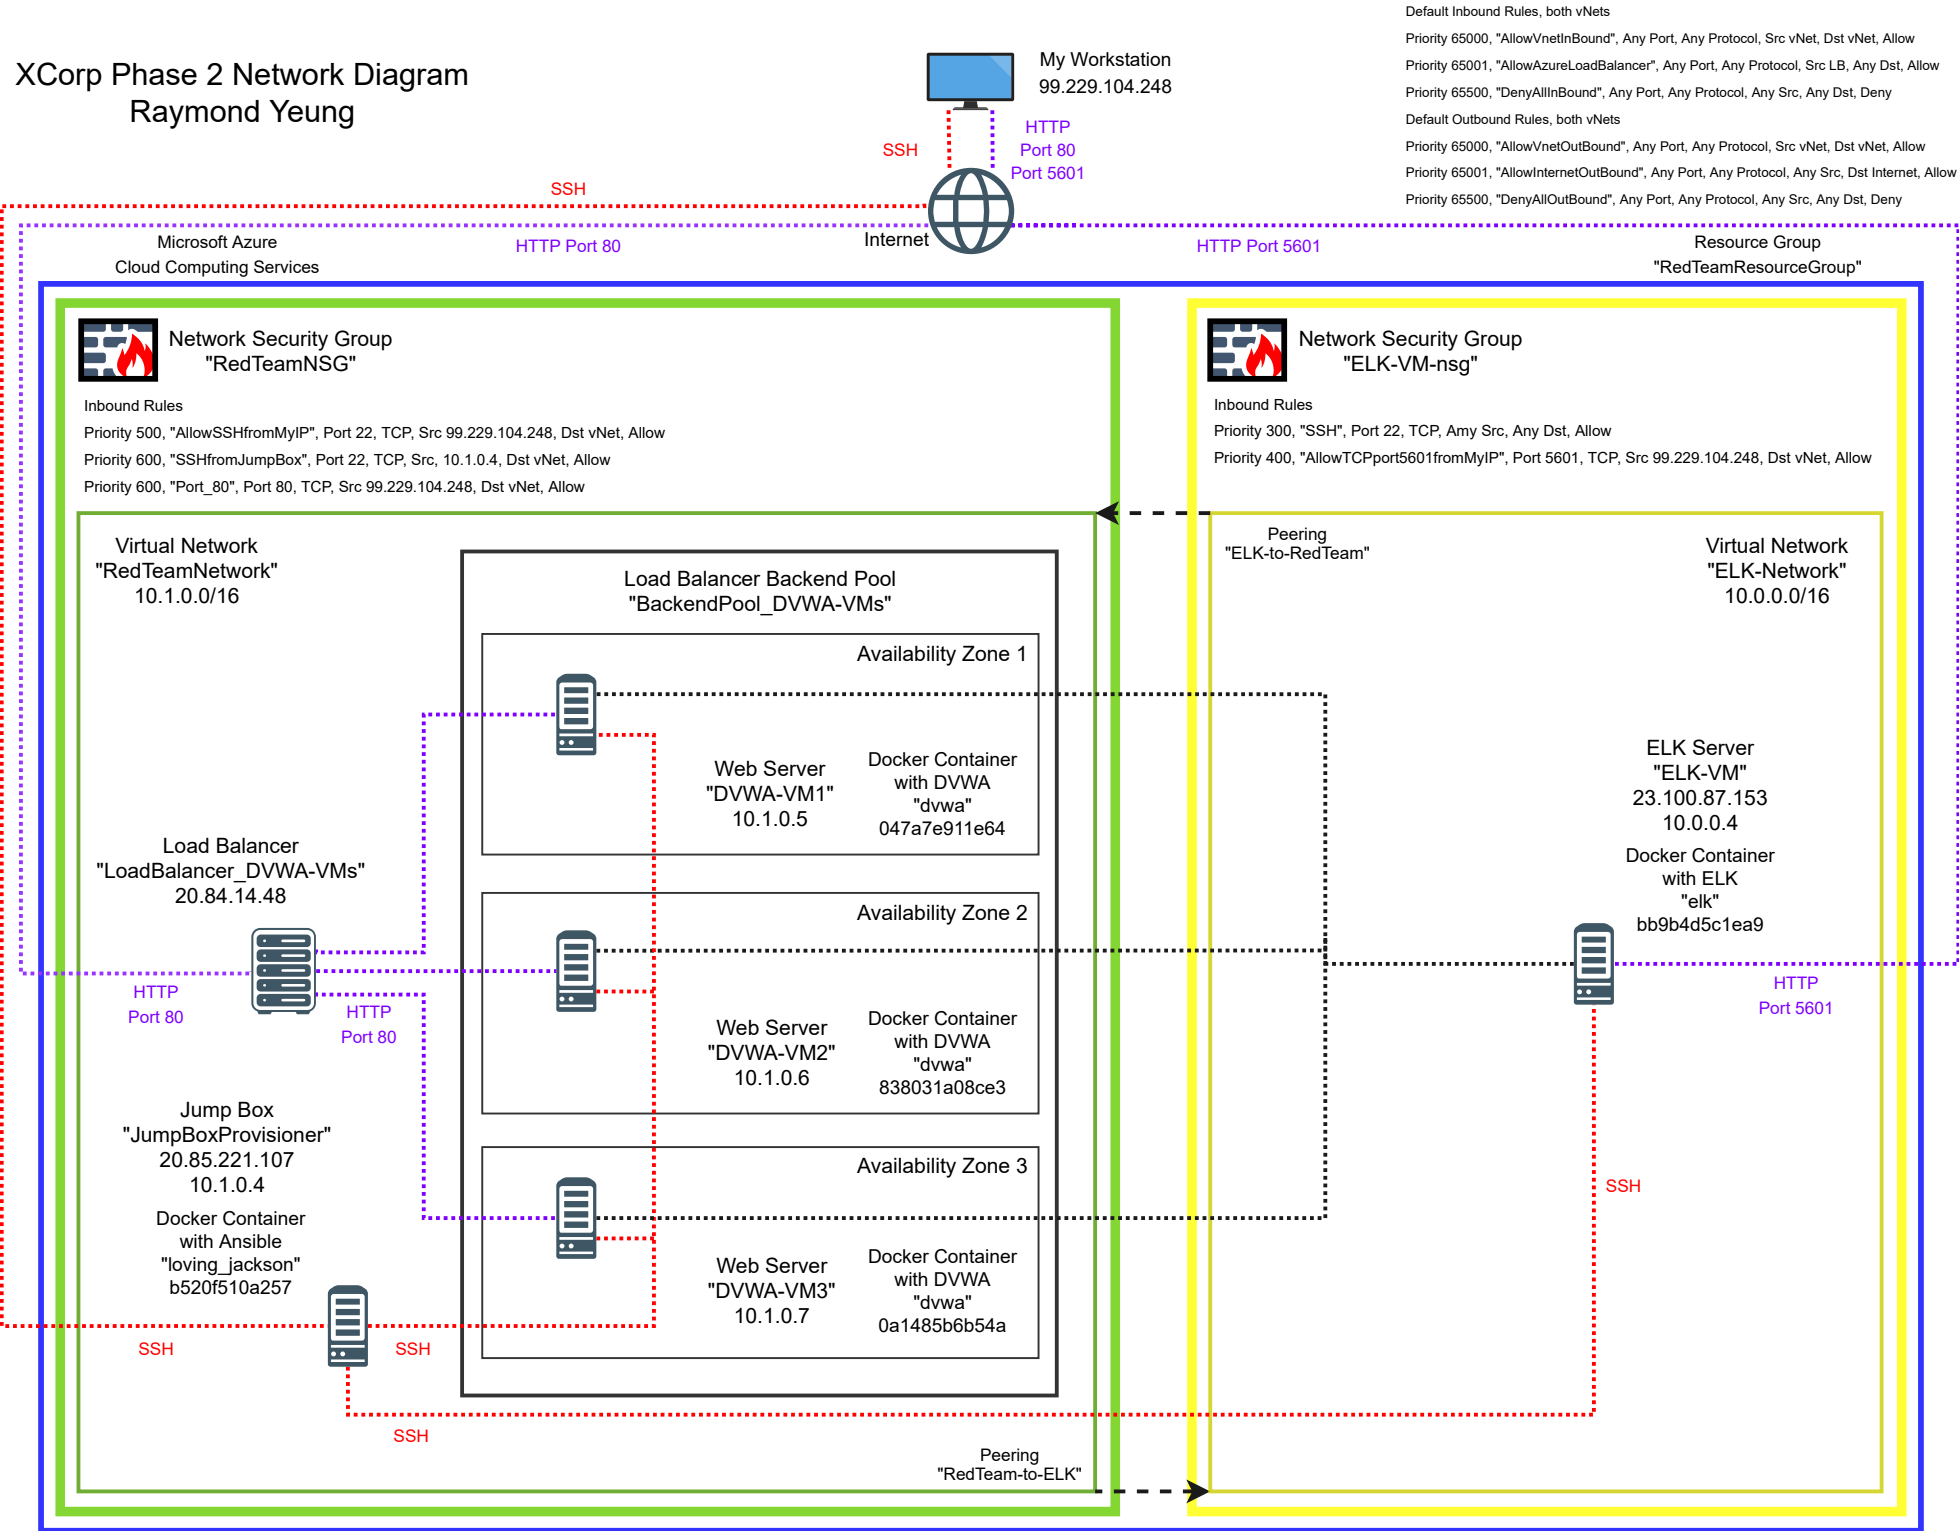 XCorp Phase 2 Network Diagram
Raymond Yeung
My Workstation
99.229.104.248
Default Inbound Rules, both vNets
Priority 65000, "AllowVnetInBound", Any Port, Any Protocol, Src vNet, Dst vNet, Allow
Priority 65001, "AllowAzureLoadBalancer", Any Port, Any Protocol, Src LB, Any Dst, Allow
Priority 65500, "DenyAllInBound", Any Port, Any Protocol, Any Src, Any Dst, Deny
Default Outbound Rules, both vNets
Priority 65000, "AllowVnetOutBound", Any Port, Any Protocol, Src vNet, Dst vNet, Allow
Priority 65001, "AllowInternetOutBound", Any Port, Any Protocol, Any Src, Dst Internet, Allow
Priority 65500, "DenyAllOutBound", Any Port, Any Protocol, Any Src, Any Dst, Deny
SSH
HTTP
Port 80
Port 5601
SSH
HTTP Port 80
Internet
HTTP Port 5601
Microsoft Azure
Cloud Computing Services
Resource Group
"RedTeamResourceGroup"
Network Security Group
"RedTeamNSG"
Inbound Rules
Priority 500, "AllowSSHfromMyIP", Port 22, TCP, Src 99.229.104.248, Dst vNet, Allow
Priority 600, "SSHfromJumpBox", Port 22, TCP, Src, 10.1.0.4, Dst vNet, Allow
Priority 600, "Port_80", Port 80, TCP, Src 99.229.104.248, Dst vNet, Allow
Network Security Group
"ELK-VM-nsg"
Inbound Rules
Priority 300, "SSH", Port 22, TCP, Amy Src, Any Dst, Allow
Priority 400, "AllowTCPport5601fromMyIP", Port 5601, TCP, Src 99.229.104.248, Dst vNet, Allow
Virtual Network
"RedTeamNetwork"
10.1.0.0/16
Load Balancer Backend Pool
"BackendPool_DVWA-VMs"
Peering
"ELK-to-RedTeam"
Virtual Network
"ELK-Network"
10.0.0.0/16
Availability Zone 1
Web Server
"DVWA-VM1"
10.1.0.5
Docker Container
with DVWA
"dvwa"
047a7e911e64
Load Balancer
"LoadBalancer_DVWA-VMs"
20.84.14.48
HTTP
Port 80
HTTP
Port 80
Availability Zone 2
Web Server
"DVWA-VM2"
10.1.0.6
Docker Container
with DVWA
"dvwa"
838031a08ce3
ELK Server
"ELK-VM"
23.100.87.153
10.0.0.4
Docker Container
with ELK
"elk"
bb9b4d5c1ea9
HTTP
Port 5601
Jump Box
"JumpBoxProvisioner"
20.85.221.107
10.1.0.4
Docker Container
with Ansible
"loving_jackson"
b520f510a257
SSH
SSH
SSH
Availability Zone 3
Web Server
"DVWA-VM3"
10.1.0.7
Docker Container
with DVWA
"dvwa"
0a1485b6b54a
SSH
Peering
"RedTeam-to-ELK"